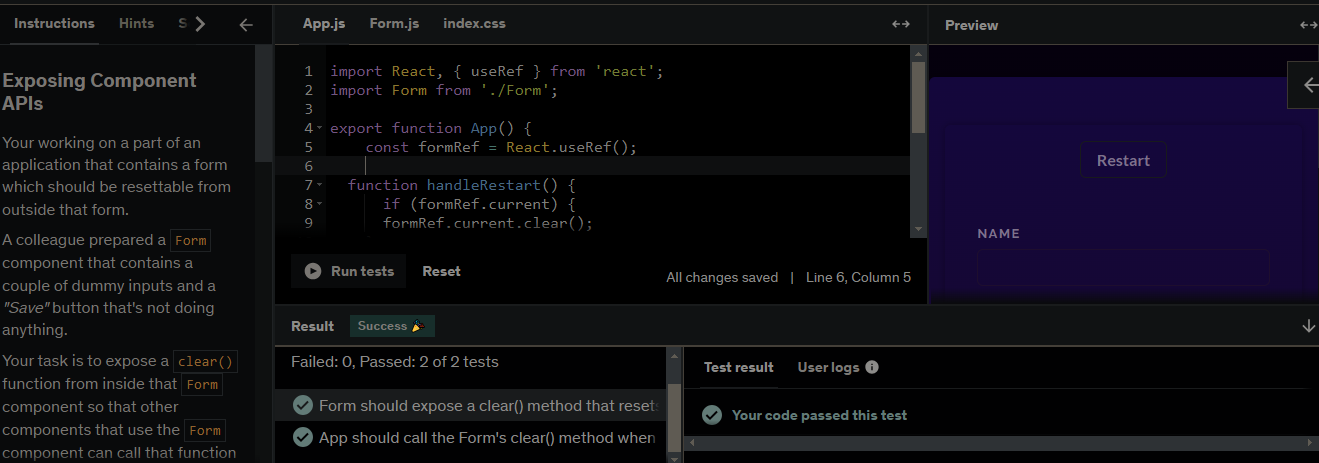 Instructions Hints S
Exposing Component
APIs
Your working on a part of an
application that contains a form
which should be resettable from
outside that form.
A colleague prepared a Form
component that contains a
couple of dummy inputs and a
"Save" button that's not doing
anything.
Your task is to expose a clear()
function from inside that Form
component so that other
components that use the Form
component can call that function
App.js Form.js index.css
1 import React, { useRef } from 'react';
2 import Form from './Form';
3
4 export function App() {
5 const formRef = React.useRef();
6
7 function handleRestart() {
8 if (formRef.current) {
9 formRef.current.clear();
Run tests Reset
All changes saved | Line 6, Column 5
Preview
Restart
NAME
Result Success
Failed: 0, Passed: 2 of 2 tests
Form should expose a clear() method that resets
App should call the Form's clear() method when
Test result User logs
Your code passed this test